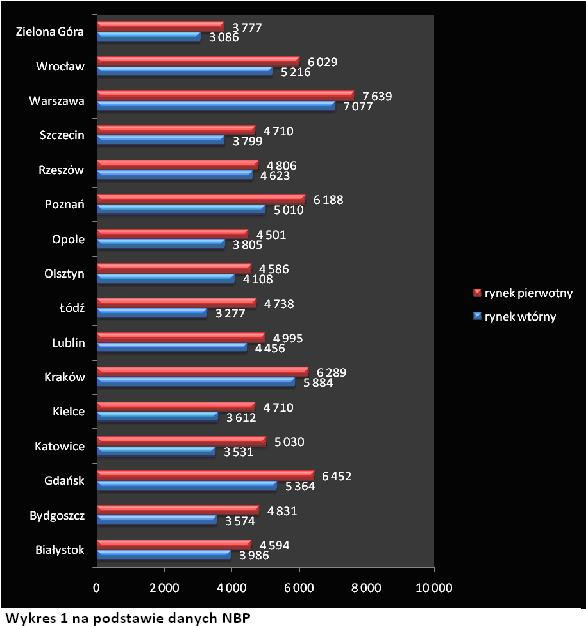 Zielona Góra 3 777 3 086
Wrocław 6 029 5 216
Warszawa 7 639 7 077
Szczecin 4 710 3 799
Rzeszów 4 806 4 623
Poznań 6 188 5 010
Opole 4 501 3 805
Olsztyn 4 586 4 108
Łódź 4 738 3 277
Lublin 4 995 4 456
Kraków 6 289 5 884
Kielce 4 710 3 612
Katowice 5 030 3 531
Gdańsk 6 452 5 364
Bydgoszcz 4 831 3 574
Białystok 4 594 3 986
0 2 000 4 000 6 000 8 000 10 000
rynek pierwotny
rynek wtórny
Wykres 1 na podstawie danych NBP